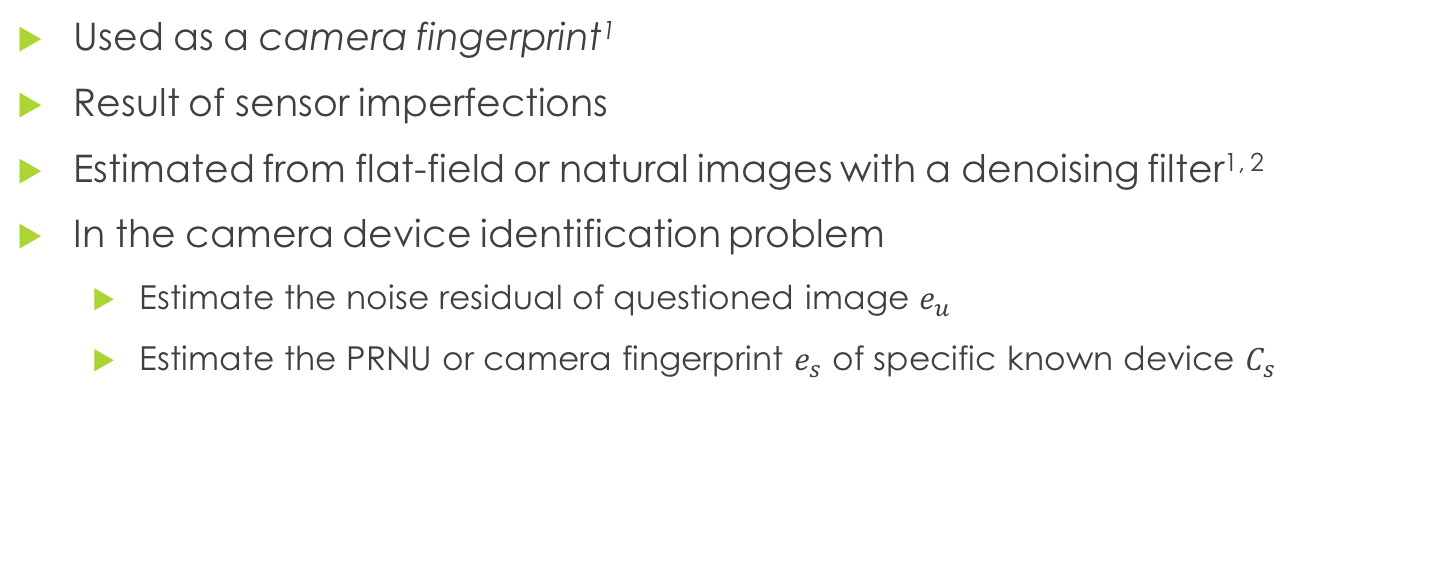 Used as a camera fingerprint¹
Result of sensor imperfections
Estimated from flat-field or natural images with a denoising filter¹, ²
In the camera device identification problem
Estimate the noise residual of questioned image eᵤ
Estimate the PRNU or camera fingerprint eₛ of specific known device Cₛ